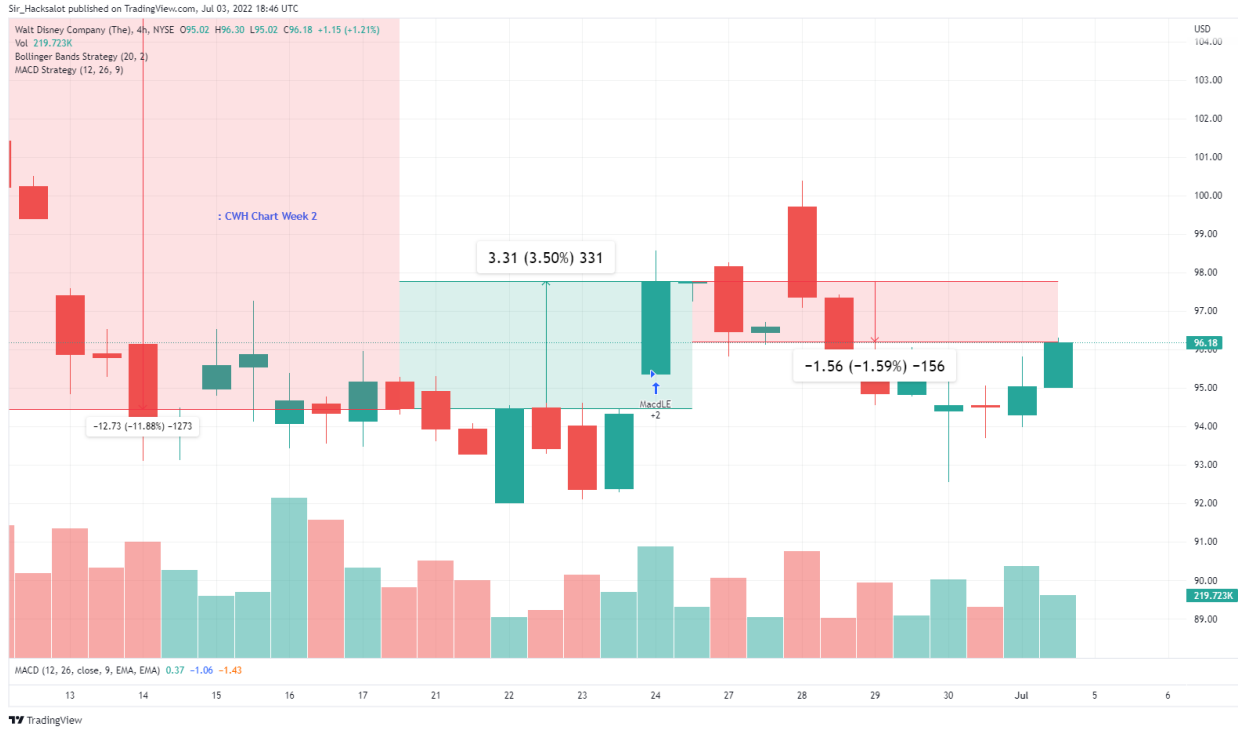 Sir_Hacksalot published on TradingView.com, Jul 03, 2022 18:46 UTC
Walt Disney Company (The), 4h, NYSE O95.02 H96.30 L95.02 C96.18 +1.15 (+1.21%)
Vol 219.723K
Bollinger Bands Strategy (20, 2)
MACD Strategy (12, 26, 9)
USD
104.00
103.00
102.00
101.00
100.00
: CWH Chart Week 2
99.00
3.31 (3.50%) 331
98.00
97.00
96.18
96.00
−1.56 (−1.59%) −156
95.00
MacdLE
+2
−12.73 (−11.88%) −1273
94.00
93.00
92.00
91.00
90.00
219.723K
89.00
MACD (12, 26, close, 9, EMA, EMA) 0.37 −1.06 −1.43
13 14 15 16 17 21 22 23 24 27 28 29 30 Jul 5 6
TradingView